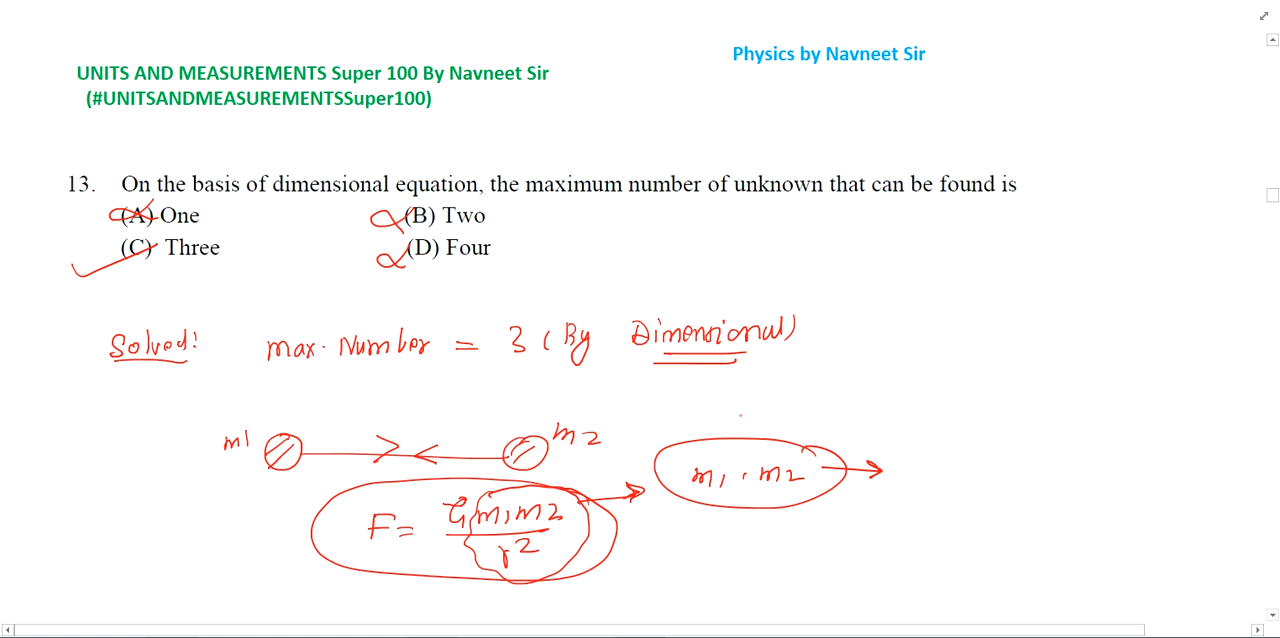 Physics by Navneet Sir
UNITS AND MEASUREMENTS Super 100 By Navneet Sir
(#UNITSANDMEASUREMENTSSuper100)
13. On the basis of dimensional equation, the maximum number of unknown that can be found is
(A) One (B) Two
(C) Three (D) Four
Solved! max. Number = 3 (By Dimensional)
m1 m2
m1 . m2
F = G m1 m2
r2